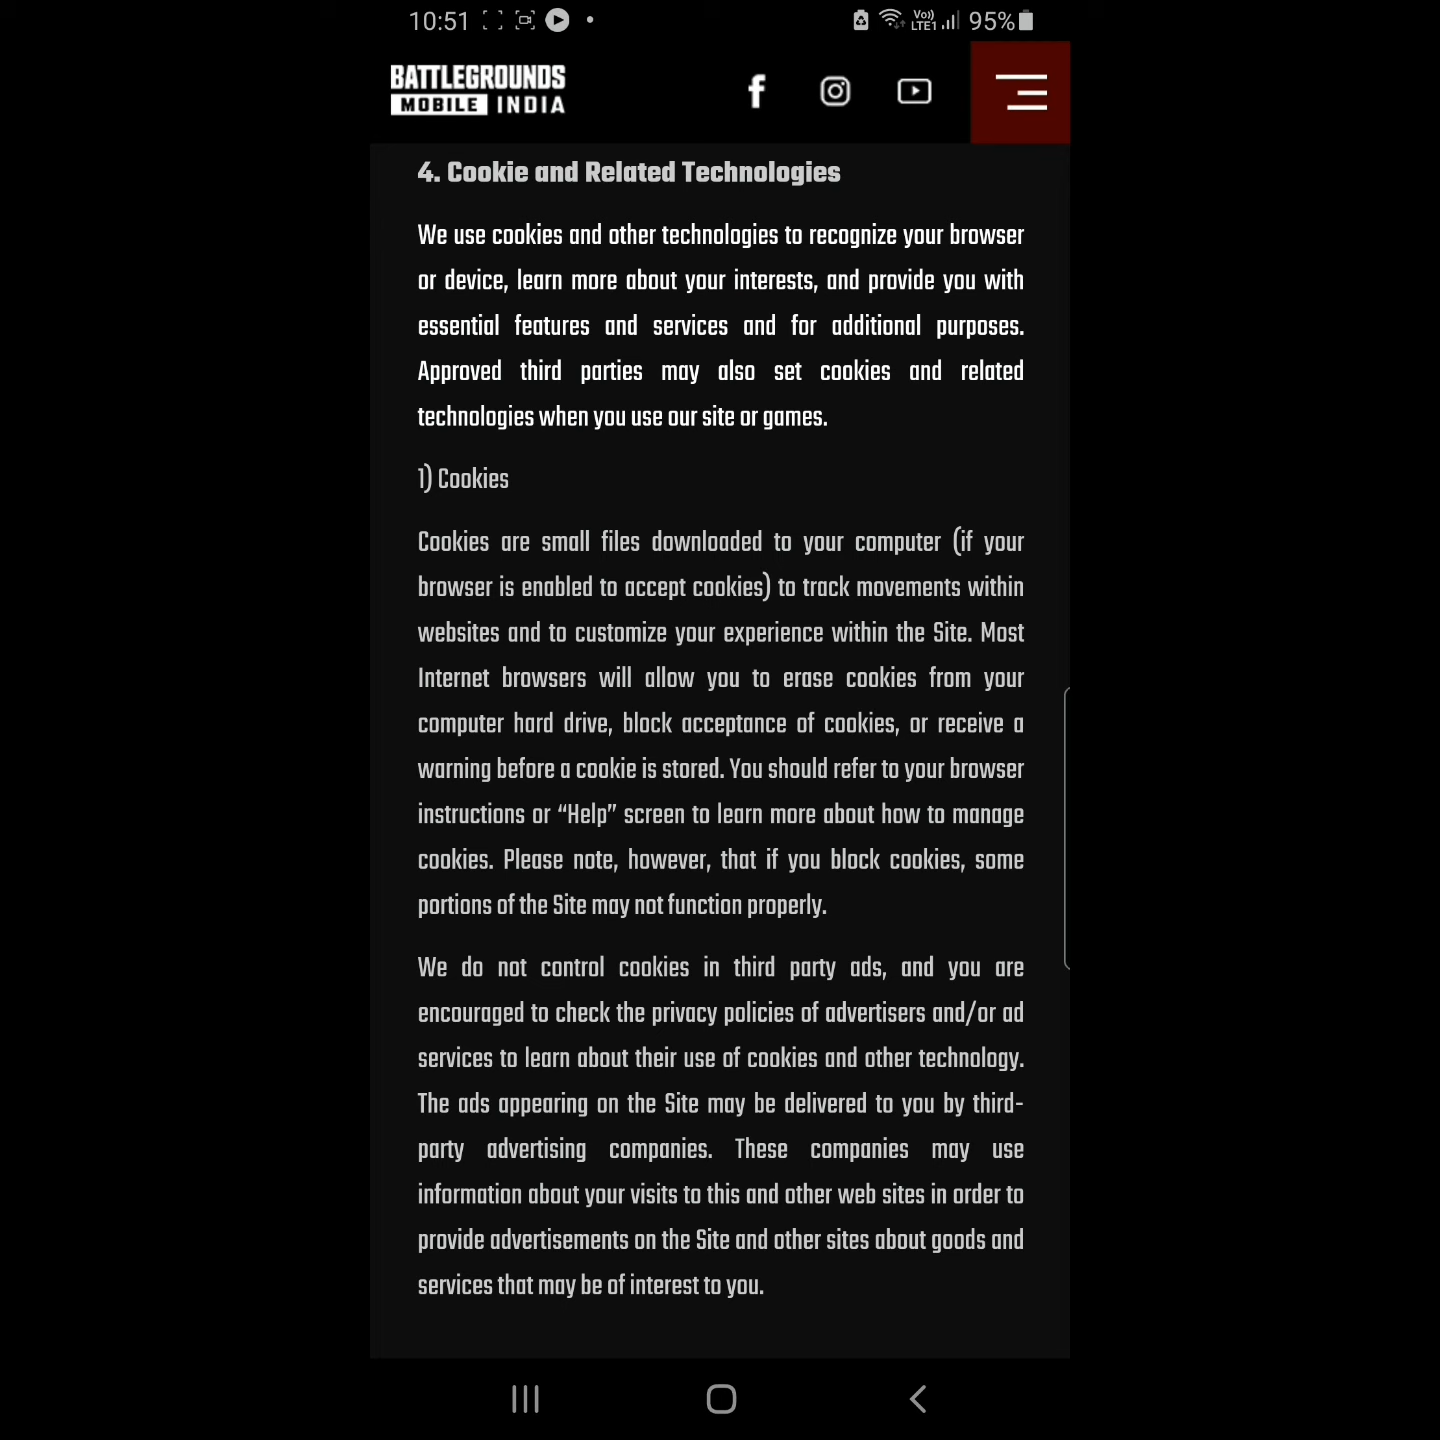 10:51
Vo))
LTE1
95%
BATTLEGROUNDS
MOBILE INDIA
4. Cookie and Related Technologies
We use cookies and other technologies to recognize your browser
or device, learn more about your interests, and provide you with
essential features and services and for additional purposes.
Approved third parties may also set cookies and related
technologies when you use our site or games.
1) Cookies
Cookies are small files downloaded to your computer (if your
browser is enabled to accept cookies) to track movements within
websites and to customize your experience within the Site. Most
Internet browsers will allow you to erase cookies from your
computer hard drive, block acceptance of cookies, or receive a
warning before a cookie is stored. You should refer to your browser
instructions or “Help” screen to learn more about how to manage
cookies. Please note, however, that if you block cookies, some
portions of the Site may not function properly.
We do not control cookies in third party ads, and you are
encouraged to check the privacy policies of advertisers and/or ad
services to learn about their use of cookies and other technology.
The ads appearing on the Site may be delivered to you by third-
party advertising companies. These companies may use
information about your visits to this and other web sites in order to
provide advertisements on the Site and other sites about goods and
services that may be of interest to you.